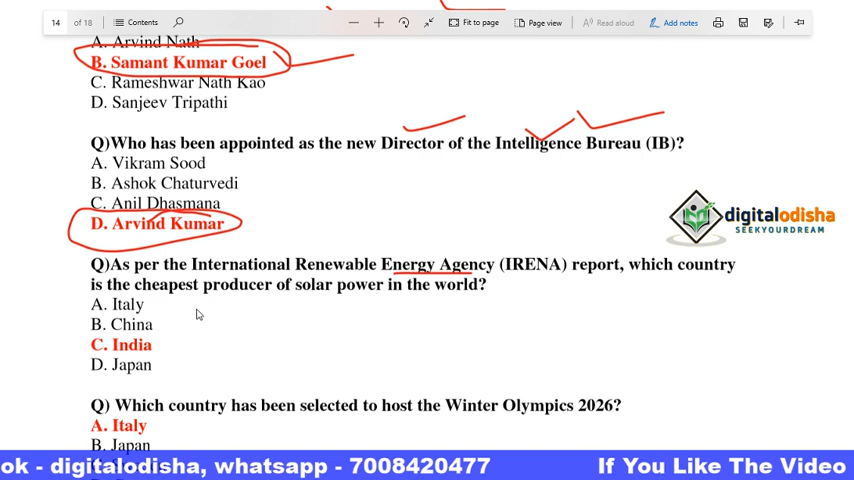 14 of 18
Contents
Fit to page
Page view
Read aloud
Add notes
A. Arvind Nath
B. Samant Kumar Goel
C. Rameshwar Nath Kao
D. Sanjeev Tripathi
Q)Who has been appointed as the new Director of the Intelligence Bureau (IB)?
A. Vikram Sood
B. Ashok Chaturvedi
C. Anil Dhasmana
D. Arvind Kumar
digitalodisha
SEEKYOURDREAM
Q)As per the International Renewable Energy Agency (IRENA) report, which country
is the cheapest producer of solar power in the world?
A. Italy
B. China
C. India
D. Japan
Q) Which country has been selected to host the Winter Olympics 2026?
A. Italy
B. Japan
ok - digitalodisha, whatsapp - 7008420477 If You Like The Video